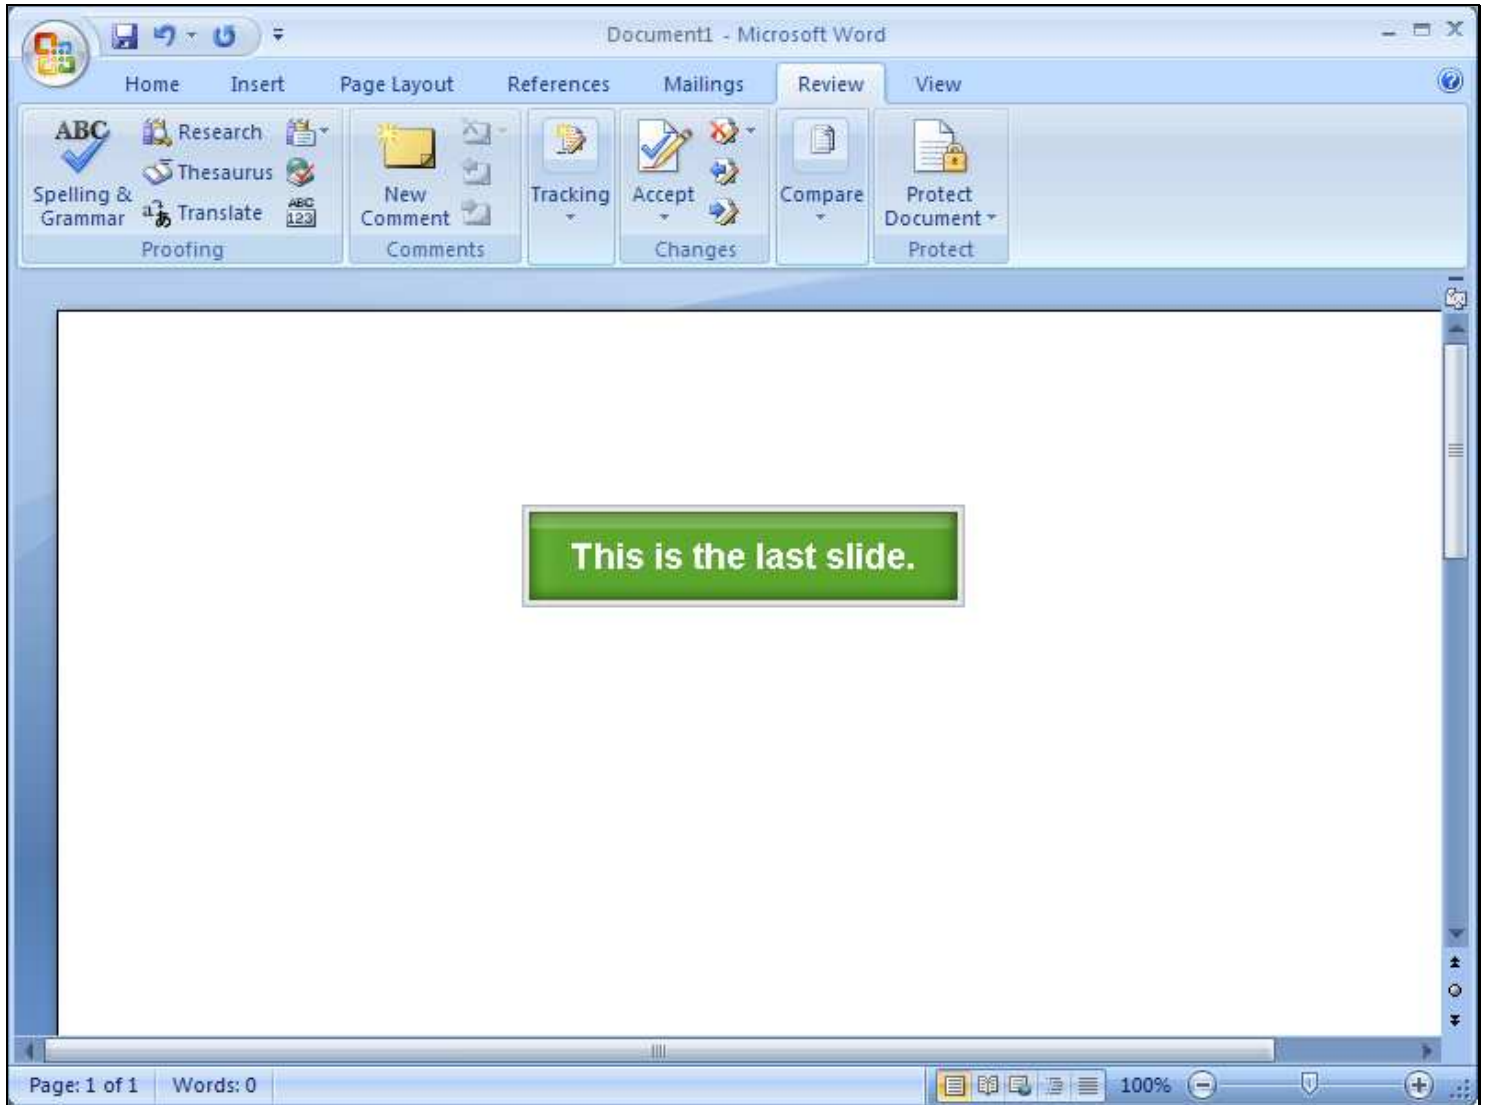 Document1 - Microsoft Word
Home Insert Page Layout References Mailings Review View
ABC Research
Thesaurus
Spelling & Grammar
Translate
ABC 123
New Comment
Tracking
Accept
Compare
Protect Document
Proofing Comments Changes Protect
This is the last slide.
Page: 1 of 1 Words: 0 100%